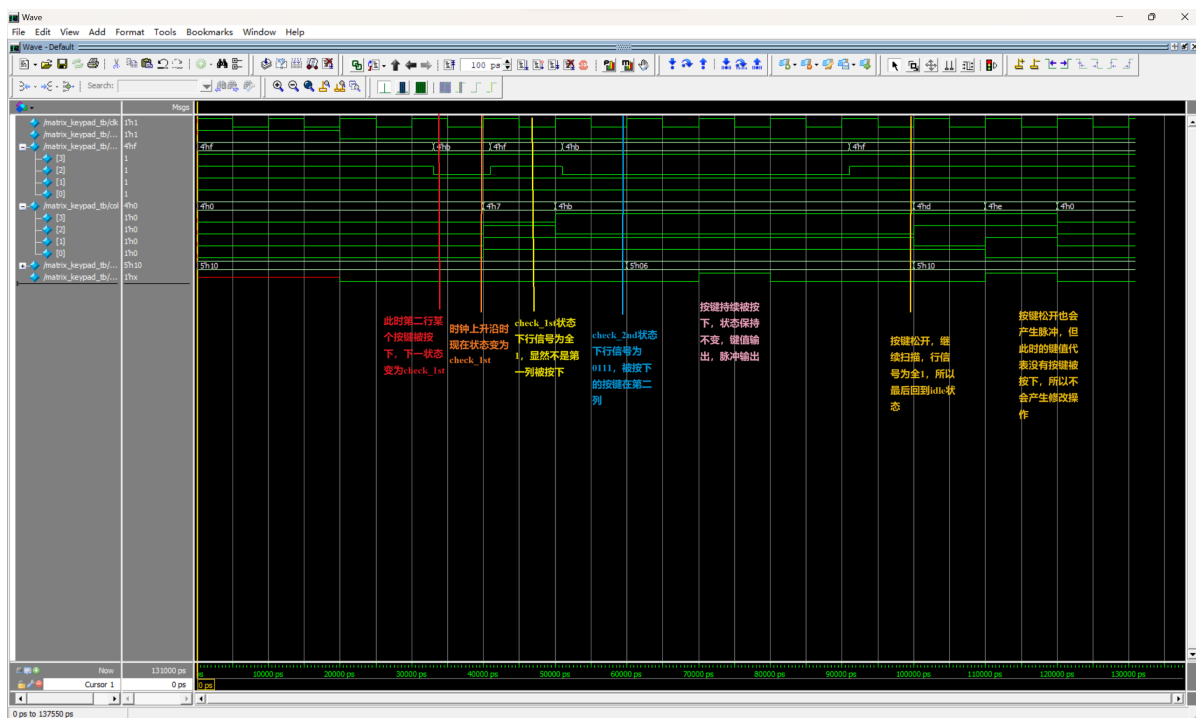 Wave
File Edit View Add Format Tools Bookmarks Window Help
Wave - Default
100 ps
Search:
Msgs
/matrix_keypad_tb/clk 1'h1
/matrix_keypad_tb/... 1'h1
/matrix_keypad_tb/... 4'hf 4'hf 4'hb 4'hf 4'hb 4'hf
[3] 1
[2] 1
[1] 1
[0] 1
/matrix_keypad_tb/col 4'h0 4'h0 4'h7 4'hb 4'hd 4'he 4'h0
[3] 1'h0
[2] 1'h0
[1] 1'h0
[0] 1'h0
/matrix_keypad_tb/... 5'h10 5'h10 5'h06 5'h10
/matrix_keypad_tb/... 1'hx
此时第二行某
个按键被按
下，下一状态
变为check_1st
时钟上升沿时
现在状态变为
check_1st
check_1st状态
下行信号为全
1，显然不是第
一列被按下
check_2nd状态
下行信号为
0111，被按下
的按键在第二
列
按键持续被按
下，状态保持
不变，键值输
出，脉冲输出
按键松开，继
续扫描，行信
号为全1，所以
最后回到idle状
态
按键松开也会
产生脉冲，但
此时的键值代
表没有按键被
按下，所以不
会产生修改操
作
Now 131000 ps
Cursor 1 0 ps
ps 10000 ps 20000 ps 30000 ps 40000 ps 50000 ps 60000 ps 70000 ps 80000 ps 90000 ps 100000 ps 110000 ps 120000 ps 130000 ps
0 ps
0 ps to 137550 ps